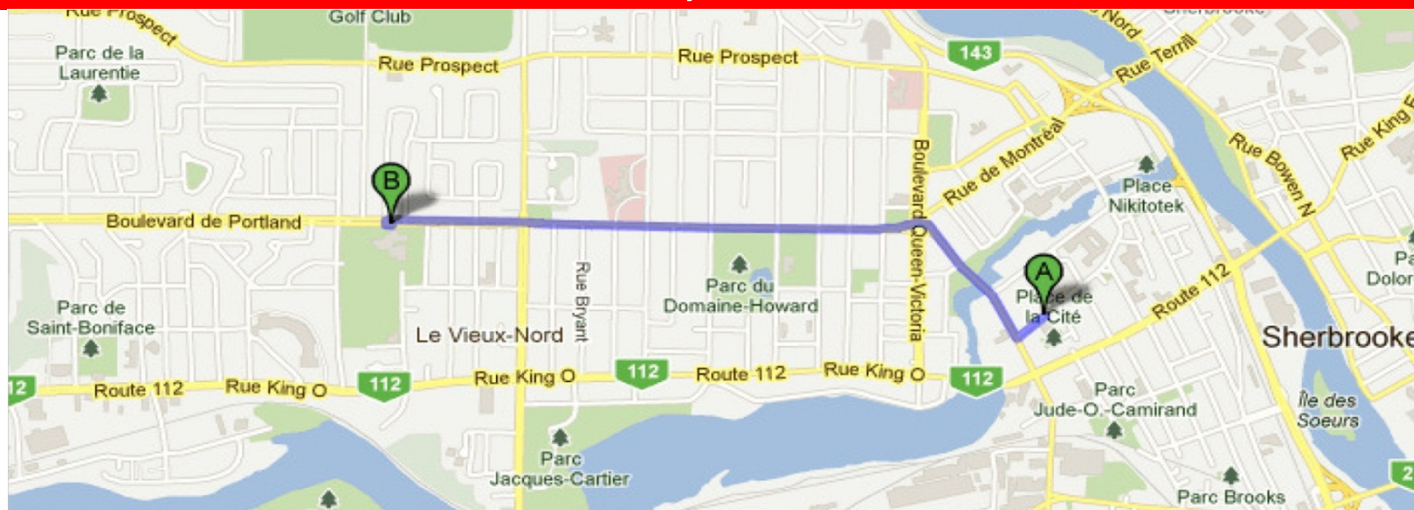 Golf Club
Rue Prospect
Parc de la
Laurentie
Rue Prospect
Rue Prospect
143
Rue Terrill
Boulevard de Portland
B
Boulevard Queen-Victoria
Rue de Montréal
Place
Nikitotek
Rue Bowen N
Rue King E
A
Place de
la Cité
Parc du
Domaine-Howard
Rue Bryant
Parc de
Saint-Boniface
Le Vieux-Nord
Route 112
Sherbrooke
12
Route 112
Rue King O
112
Rue King O
112
Route 112
Rue King O
112
Parc
Jude-O.-Camirand
Île des
Soeurs
Parc
Jacques-Cartier
Parc Brooks